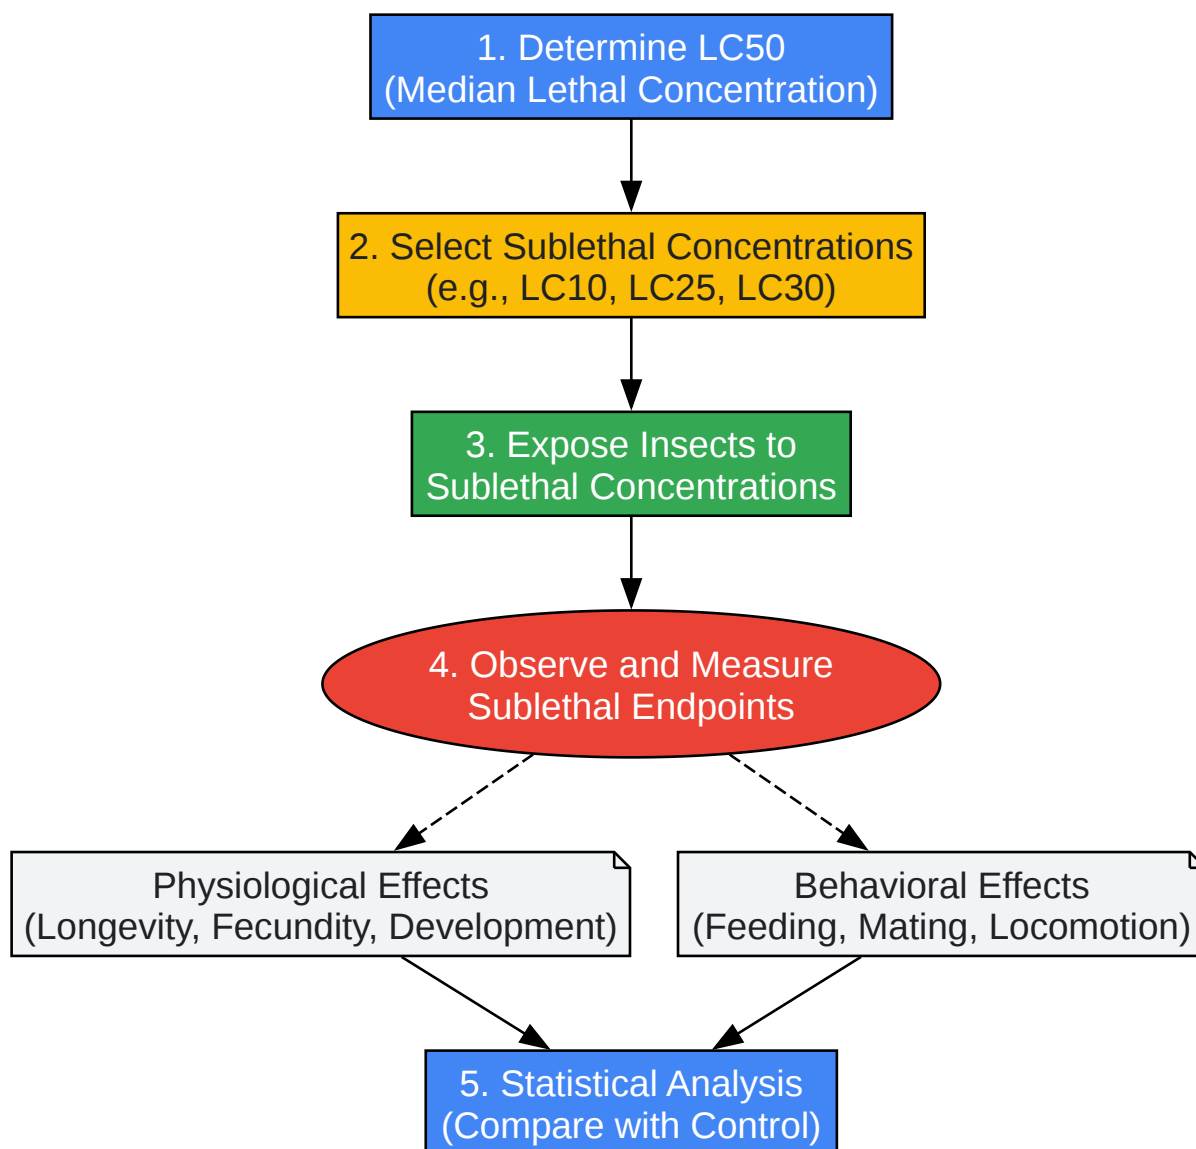 1. Determine LC50
(Median Lethal Concentration)
2. Select Sublethal Concentrations
(e.g., LC10, LC25, LC30)
3. Expose Insects to
Sublethal Concentrations
4. Observe and Measure
Sublethal Endpoints
Physiological Effects
(Longevity, Fecundity, Development)
Behavioral Effects
(Feeding, Mating, Locomotion)
5. Statistical Analysis
(Compare with Control)